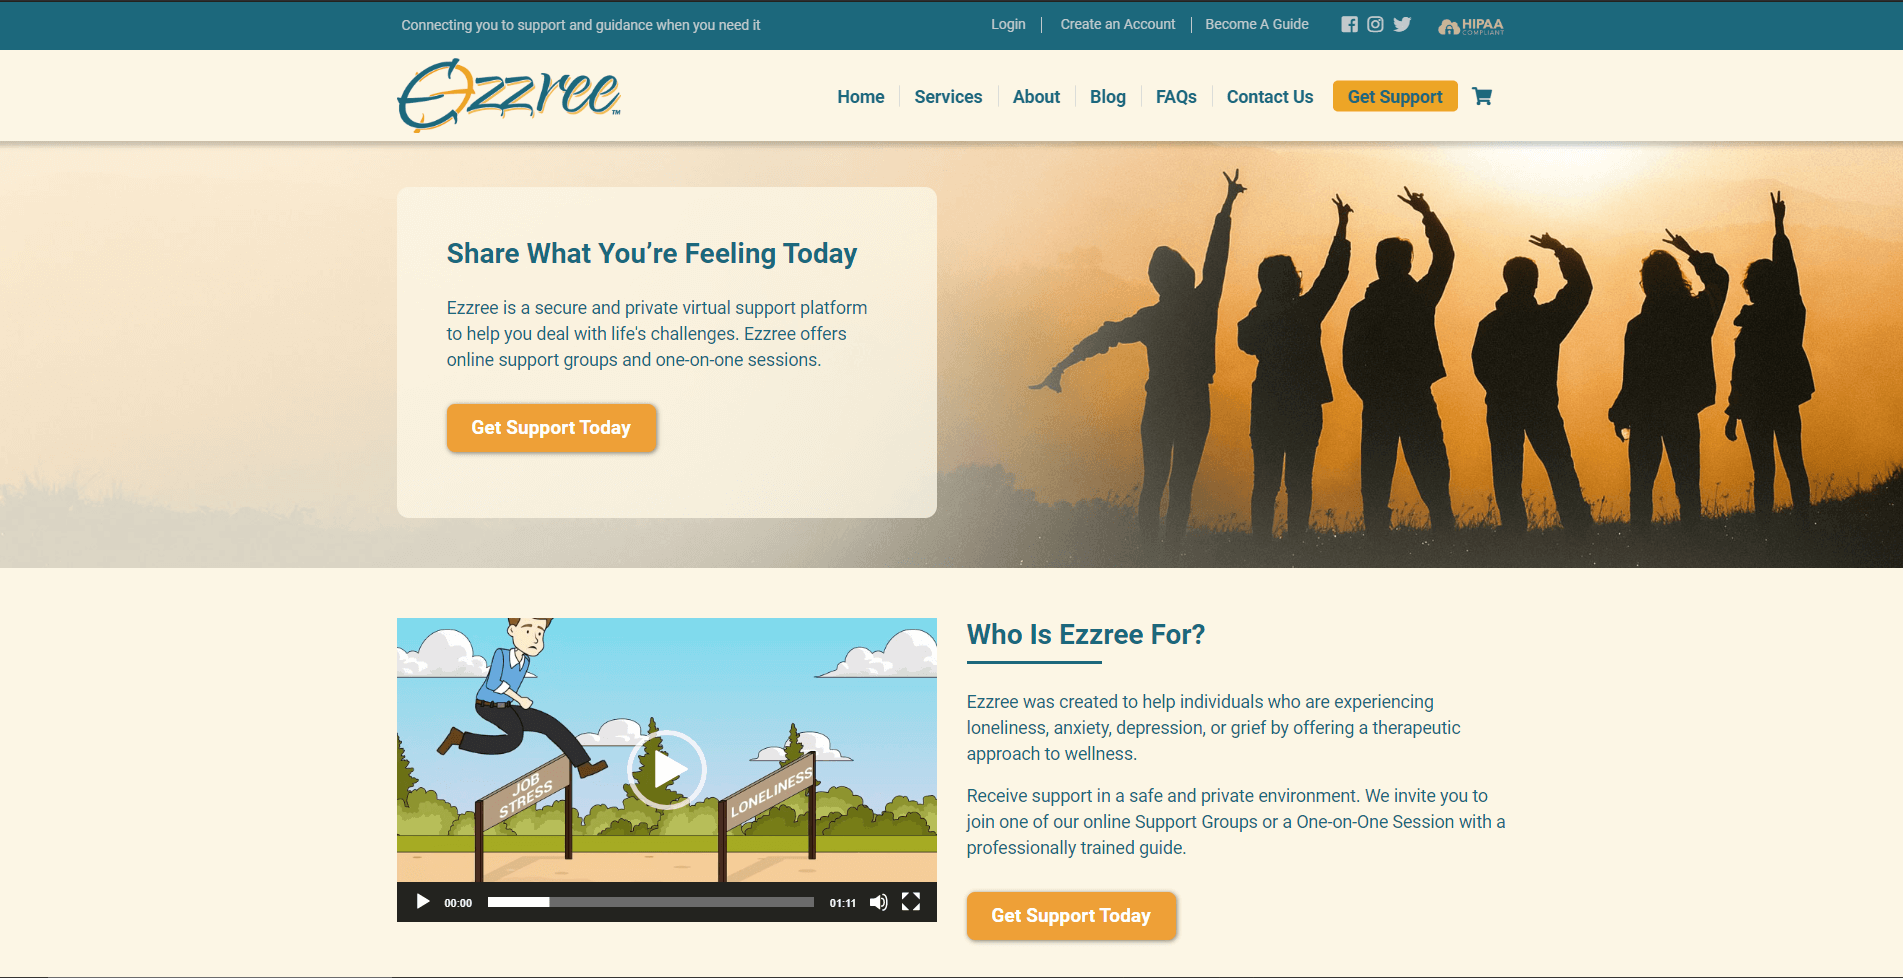 Connecting you to support and guidance when you need it
Login
Create an Account
Become A Guide
HIPAA
COMPLIANT
Ezzree™
Home
Services
About
Blog
FAQs
Contact Us
Get Support
Share What You’re Feeling Today
Ezzree is a secure and private virtual support platform
to help you deal with life's challenges. Ezzree offers
online support groups and one-on-one sessions.
Get Support Today
JOB
STRESS
LONELINESS
00:00
01:11
Who Is Ezzree For?
Ezzree was created to help individuals who are experiencing
loneliness, anxiety, depression, or grief by offering a therapeutic
approach to wellness.
Receive support in a safe and private environment. We invite you to
join one of our online Support Groups or a One-on-One Session with a
professionally trained guide.
Get Support Today